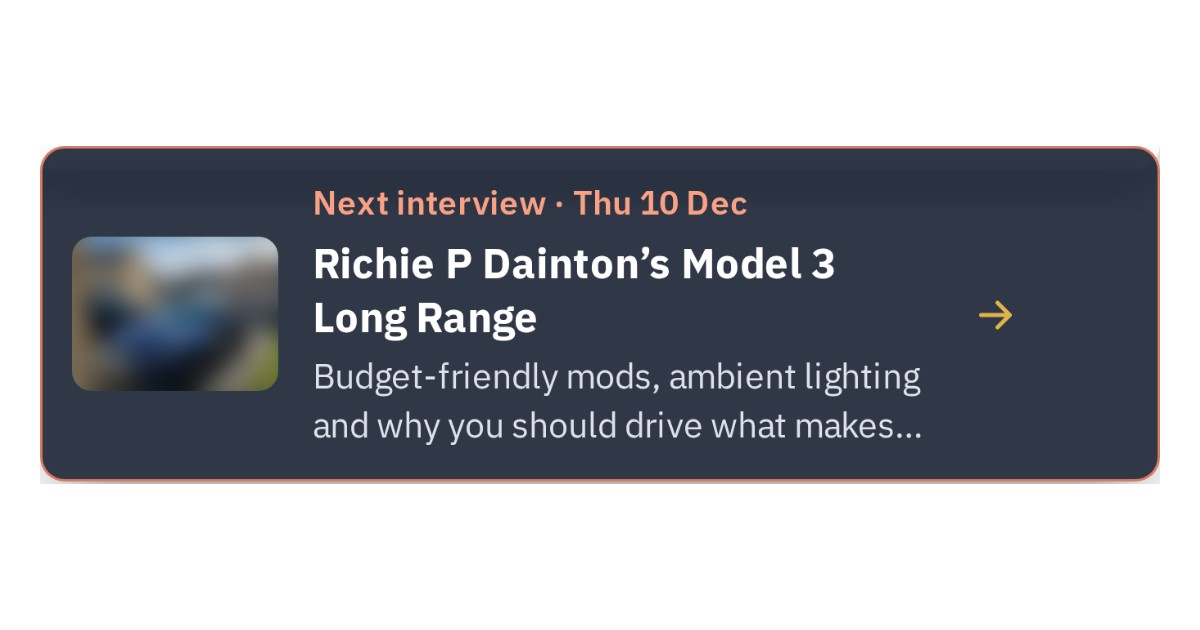 Next interview · Thu 10 Dec
Richie P Dainton’s Model 3
Long Range
Budget-friendly mods, ambient lighting
and why you should drive what makes...